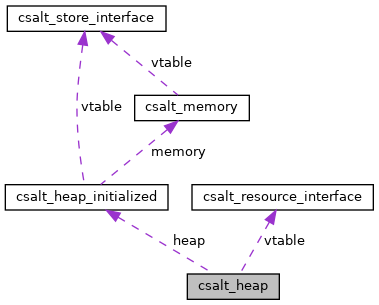 csalt_store_interface
vtable
csalt_memory
vtable
memory
csalt_heap_initialized
csalt_resource_interface
heap
vtable
csalt_heap